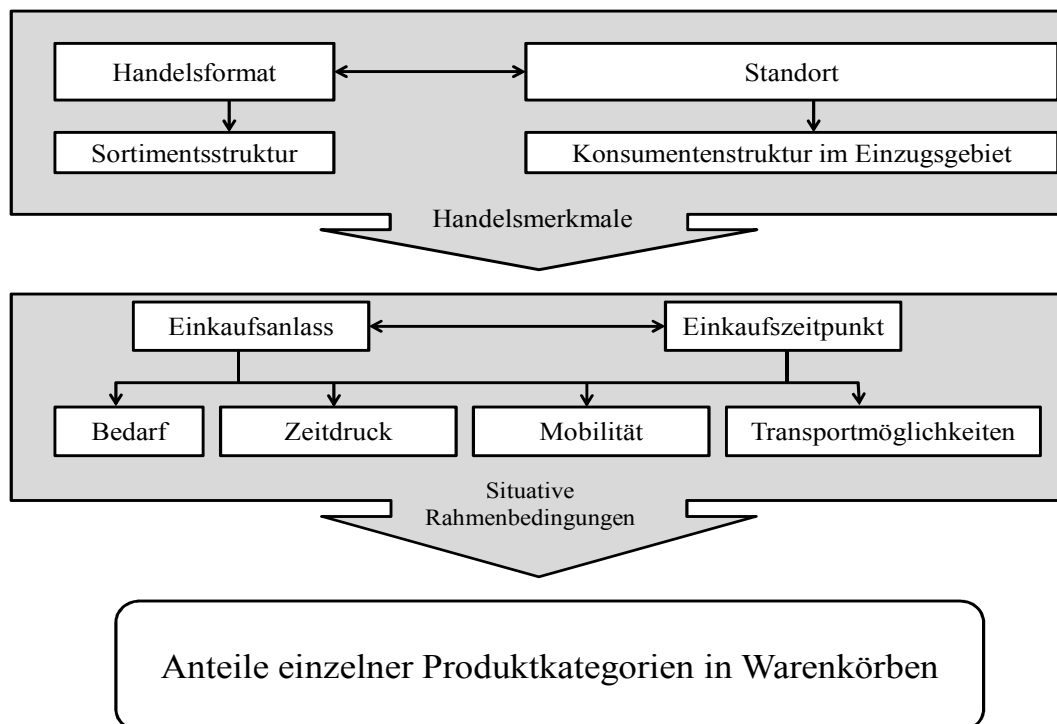 Handelsformat
Standort
Sortimentsstruktur
Konsumentenstruktur im Einzugsgebiet
Handelsmerkmale
Einkaufsanlass
Einkaufszeitpunkt
Bedarf
Zeitdruck
Mobilität
Transportmöglichkeiten
Situative
Rahmenbedingungen
Anteile einzelner Produktkategorien in Warenkörben